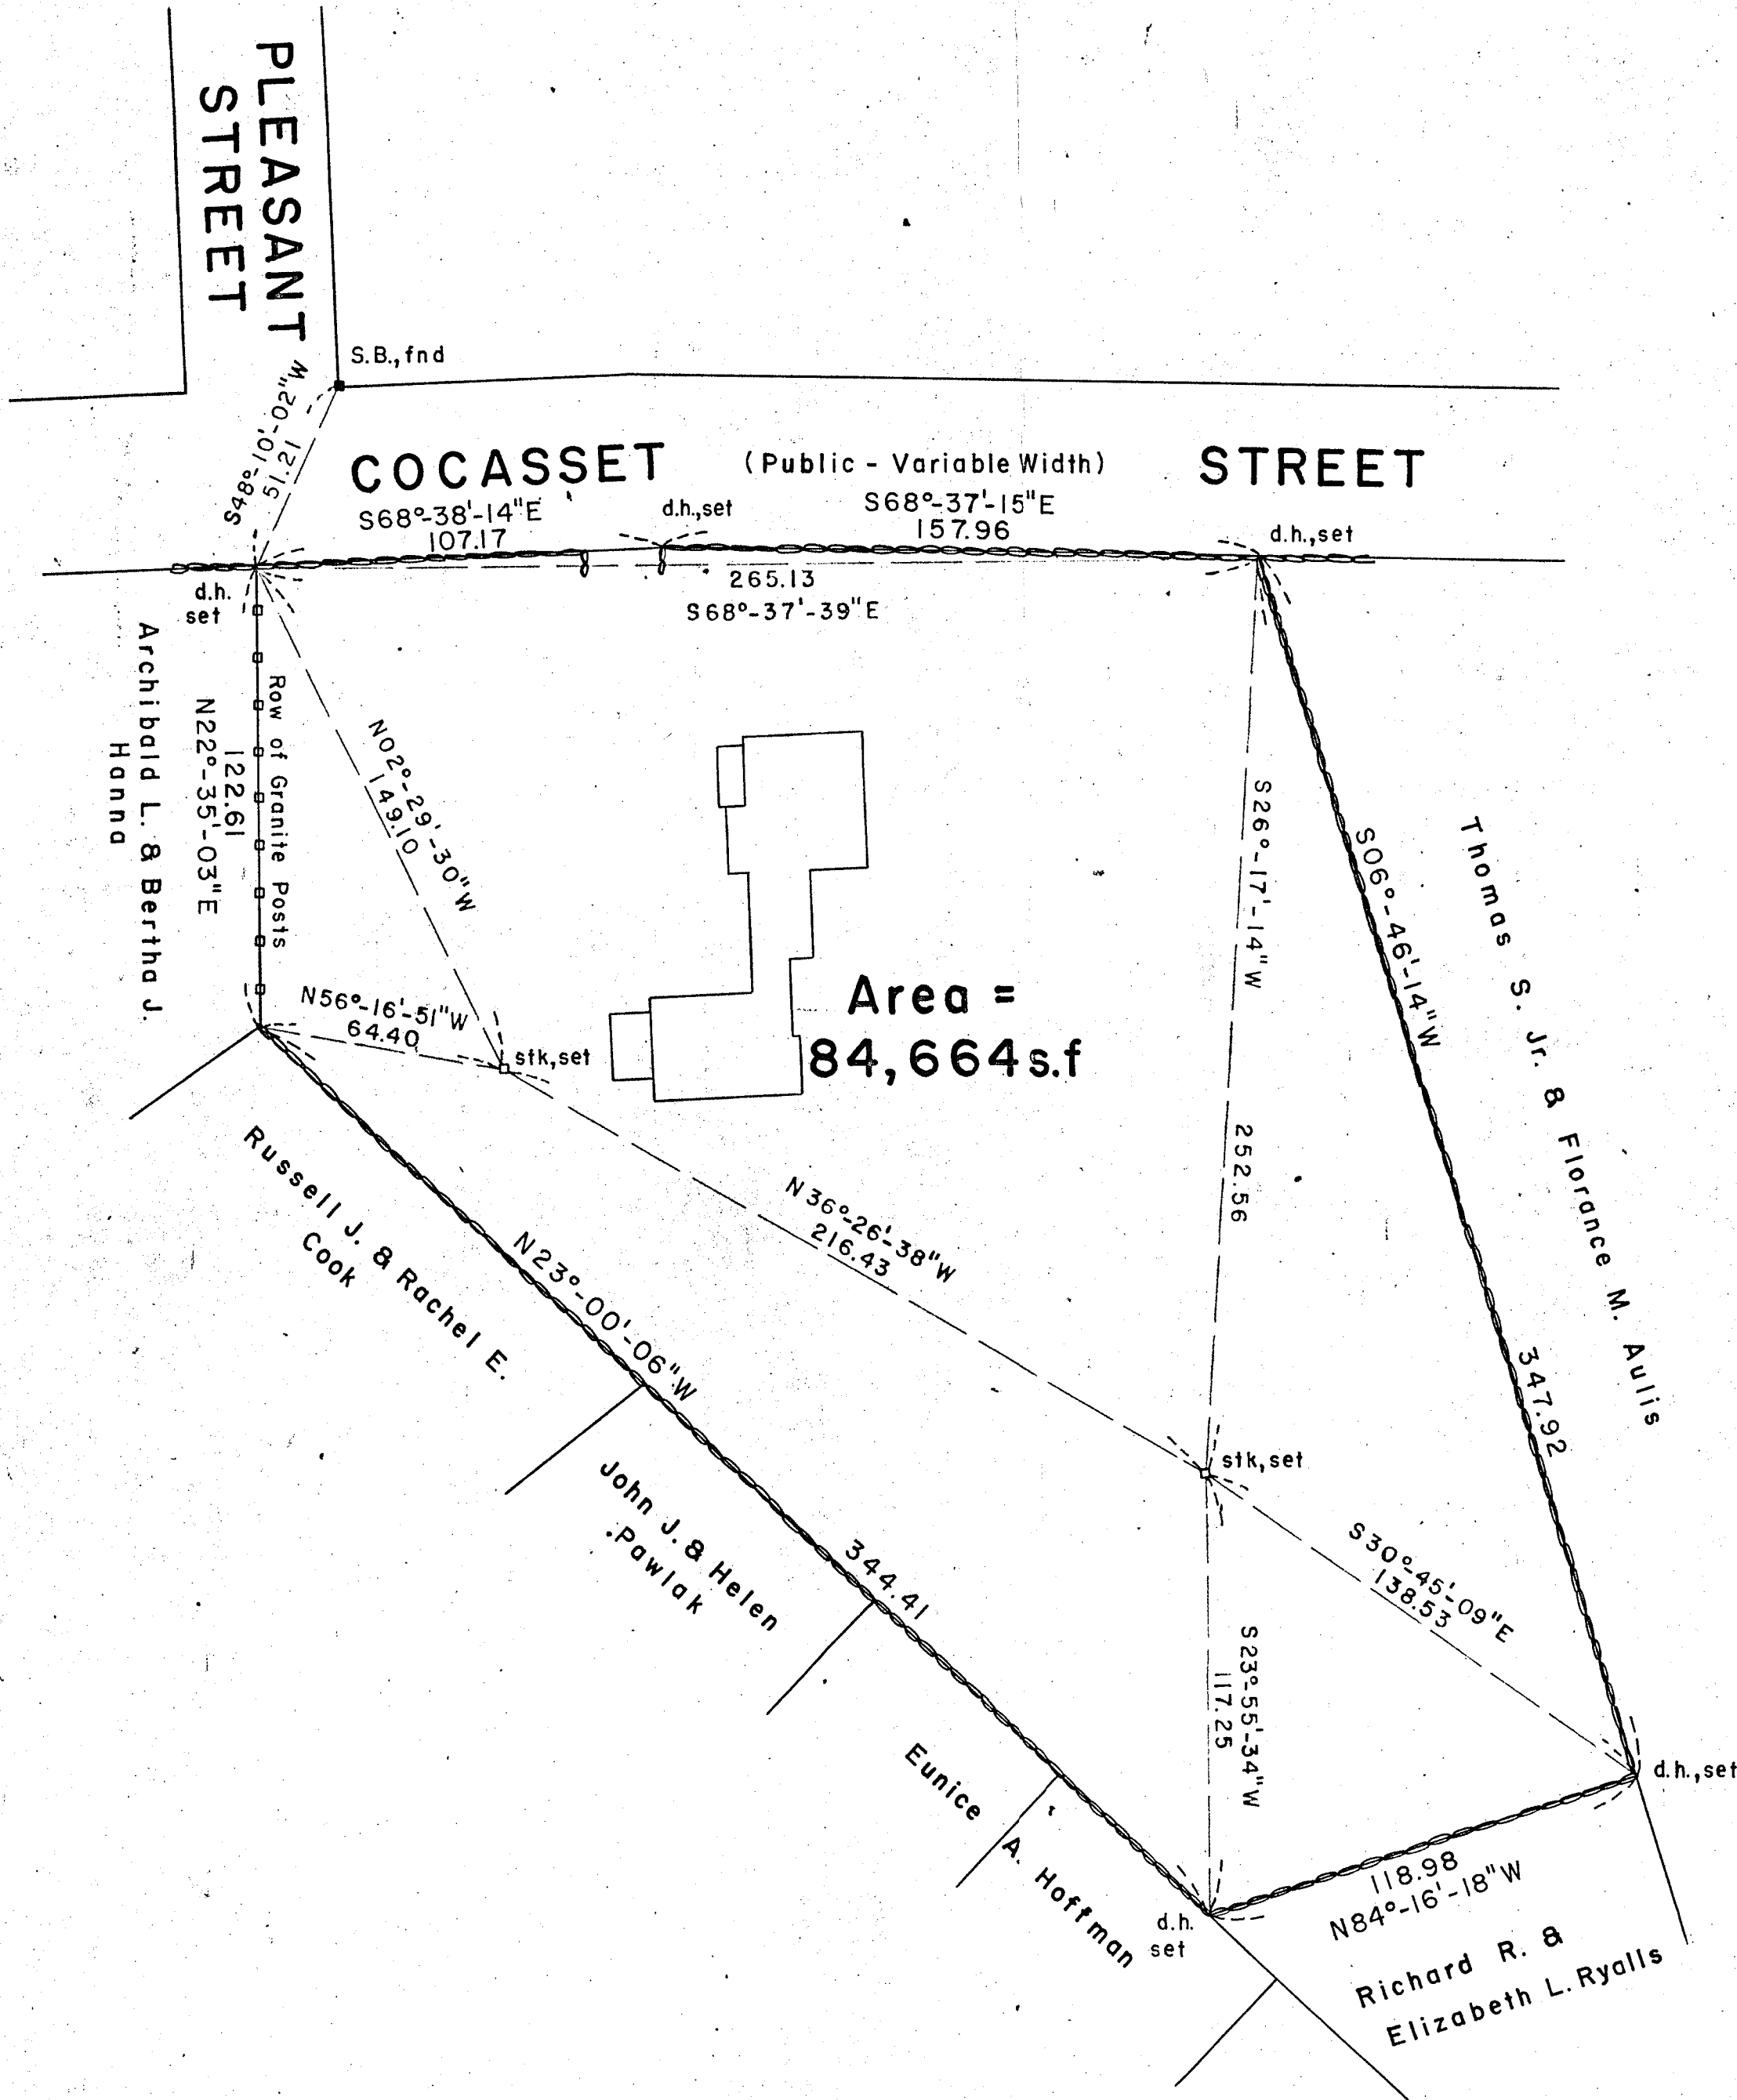 PLEASANT
STREET
S.B., fnd
S48°-10'-02"W
51.21
COCASSET (Public - Variable Width) STREET
S68°-38'-14"E
107.17
d.h.,set
S68°-37'-15"E
157.96
d.h.,set
265.13
S68°-37'-39"E
d.h.
set
Archibald L. & Bertha J.
Hanna
N22°-35'-03"E
122.61
Row of Granite Posts
N02°-29'-30"W
149.10
N56°-16'-51"W
64.40
stk,set
Area =
84,664s.f
S26°-17'-14"W
252.56
S06°-46'-14"W
347.92
Thomas S. Jr. & Florance M. Aulis
Russell J. & Rachel E.
Cook
N23°-00'-06"W
344.41
N36°-26'-38"W
216.43
John J. & Helen
Pawlak
stk,set
S30°-45'-09"E
138.53
S23°-55'-34"W
117.25
Eunice A. Hoffman
d.h.,set
d.h.
set
118.98
N84°-16'-18"W
Richard R. &
Elizabeth L. Ryalls